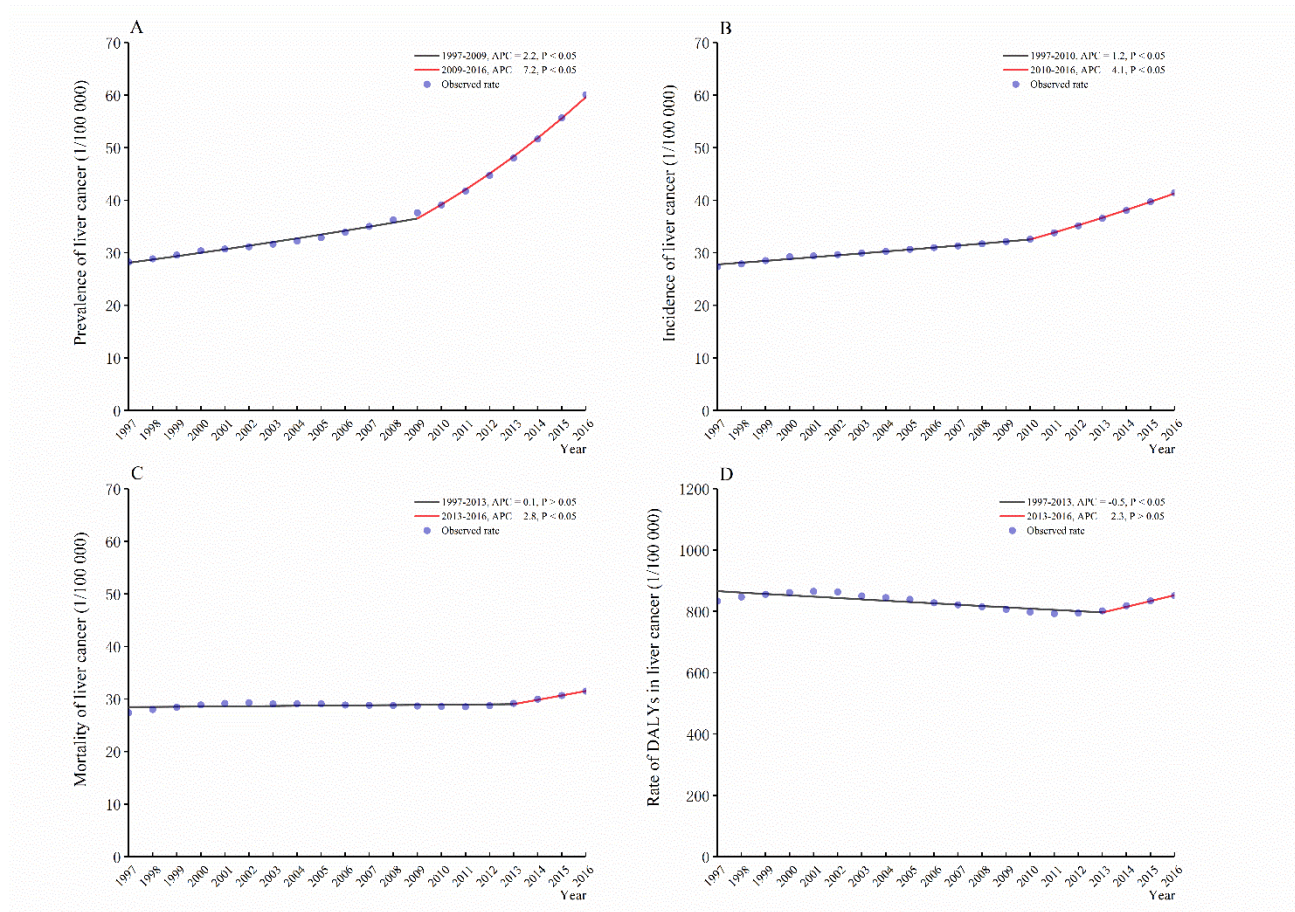 A
Prevalence of liver cancer (1/100 000)
70
60
50
40
30
20
10
0
1997-2009, APC = 2.2, P < 0.05
2009-2016, APC 7.2, P < 0.05
Observed rate
1997 1998 1999 2000 2001 2002 2003 2004 2005 2006 2007 2008 2009 2010 2011 2012 2013 2014 2015 2016
Year
B
Incidence of liver cancer (1/100 000)
70
60
50
40
30
20
10
0
1997-2010, APC = 1.2, P < 0.05
2010-2016, APC 4.1, P < 0.05
Observed rate
1997 1998 1999 2000 2001 2002 2003 2004 2005 2006 2007 2008 2009 2010 2011 2012 2013 2014 2015 2016
Year
C
Mortality of liver cancer (1/100 000)
70
60
50
40
30
20
10
0
1997-2013, APC = 0.1, P > 0.05
2013-2016, APC 2.8, P < 0.05
Observed rate
1997 1998 1999 2000 2001 2002 2003 2004 2005 2006 2007 2008 2009 2010 2011 2012 2013 2014 2015 2016
Year
D
Rate of DALYs in liver cancer (1/100 000)
1200
1000
800
600
400
200
0
1997-2013, APC = -0.5, P < 0.05
2013-2016, APC 2.3, P > 0.05
Observed rate
1997 1998 1999 2000 2001 2002 2003 2004 2005 2006 2007 2008 2009 2010 2011 2012 2013 2014 2015 2016
Year